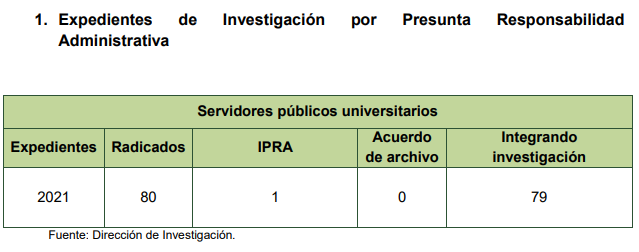 1. Expedientes de Investigación por Presunta Responsabilidad
Administrativa
Servidores públicos universitarios
Expedientes Radicados IPRA Acuerdo de archivo Integrando investigación
2021 80 1 0 79
Fuente: Dirección de Investigación.